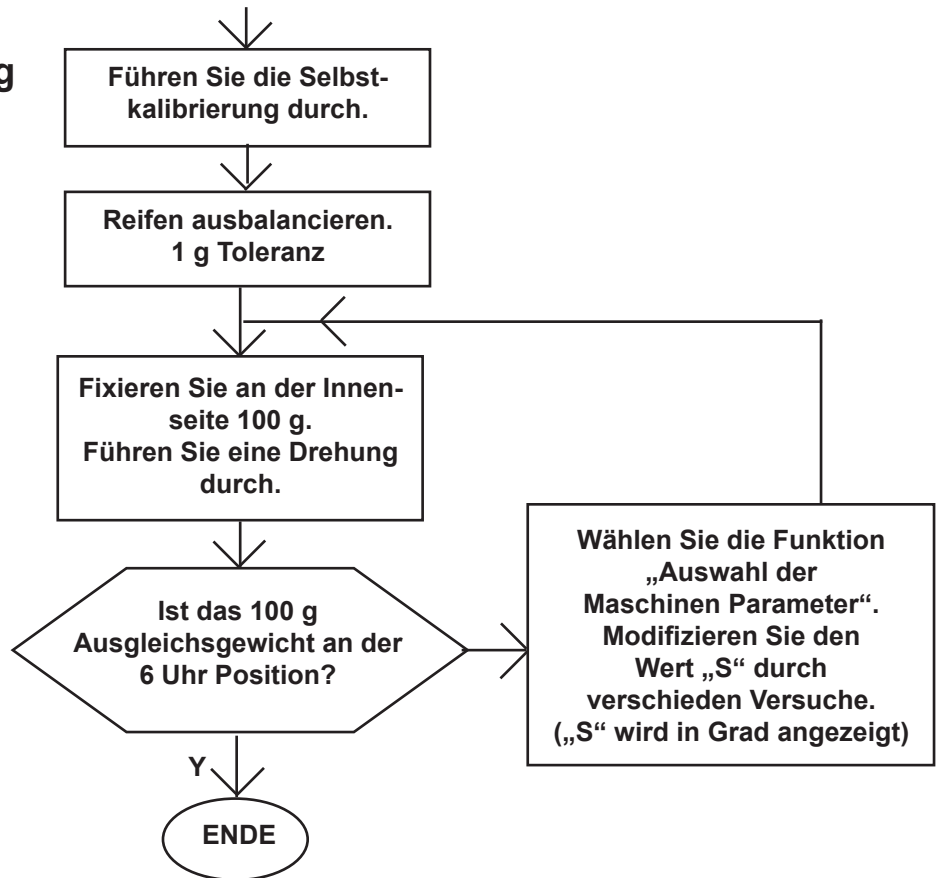 g
Führen Sie die Selbst-
kalibrierung durch.
Reifen ausbalancieren.
1 g Toleranz
Fixieren Sie an der Innen-
seite 100 g.
Führen Sie eine Drehung
durch.
Ist das 100 g
Ausgleichsgewicht an der
6 Uhr Position?
Wählen Sie die Funktion
„Auswahl der
Maschinen Parameter“.
Modifizieren Sie den
Wert „S“ durch
verschieden Versuche.
(„S“ wird in Grad angezeigt)
Y
ENDE